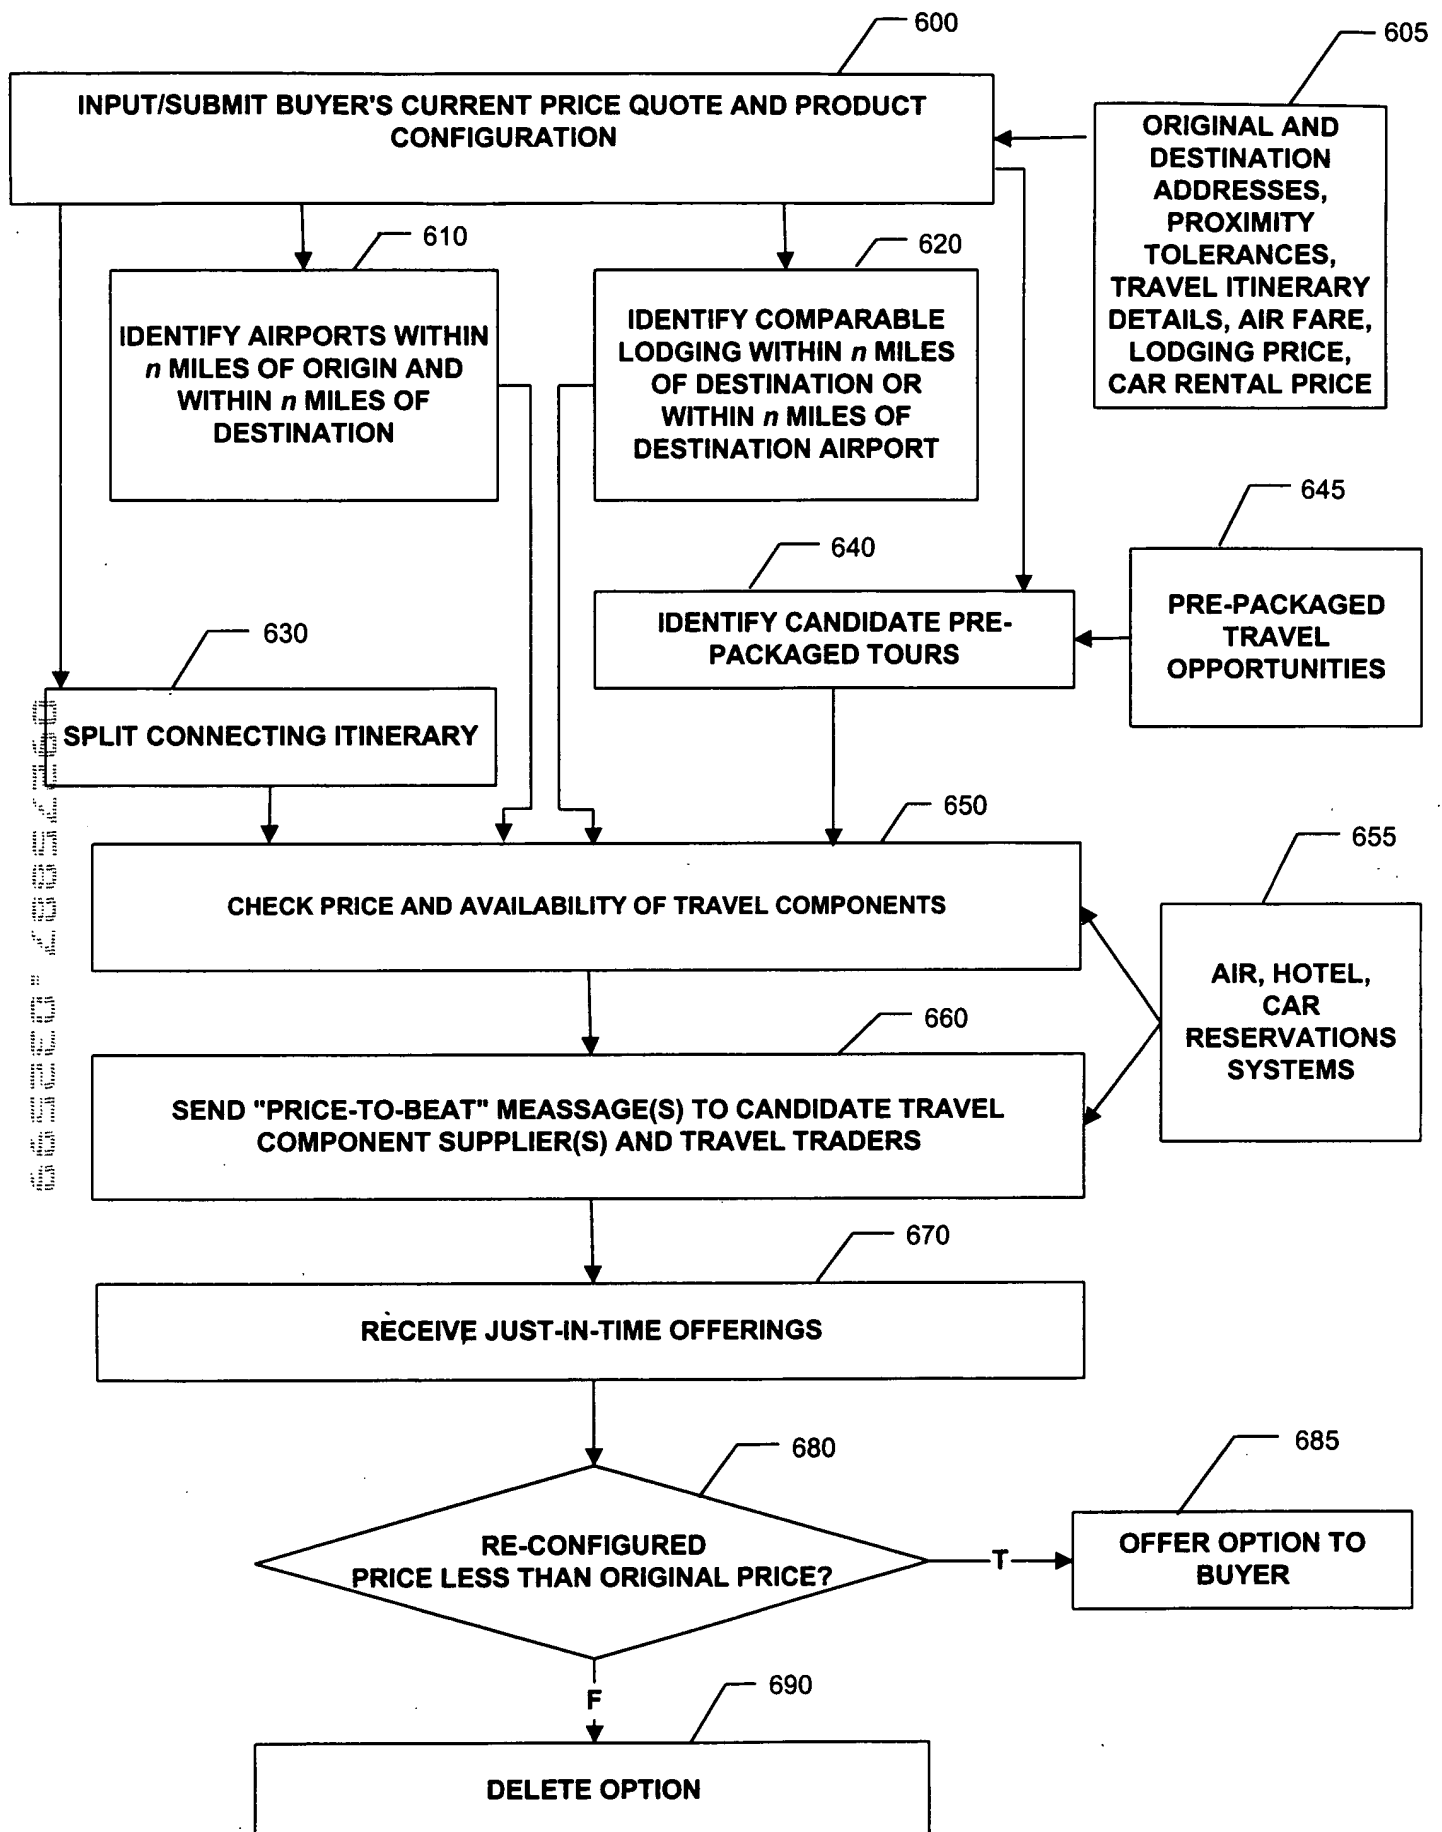 600
605
INPUT/SUBMIT BUYER'S CURRENT PRICE QUOTE AND PRODUCT
CONFIGURATION
ORIGINAL AND
DESTINATION
ADDRESSES,
PROXIMITY
TOLERANCES,
TRAVEL ITINERARY
DETAILS, AIR FARE,
LODGING PRICE,
CAR RENTAL PRICE
610
620
IDENTIFY AIRPORTS WITHIN
n MILES OF ORIGIN AND
WITHIN n MILES OF
DESTINATION
IDENTIFY COMPARABLE
LODGING WITHIN n MILES
OF DESTINATION OR
WITHIN n MILES OF
DESTINATION AIRPORT
645
640
PRE-PACKAGED
TRAVEL
OPPORTUNITIES
IDENTIFY CANDIDATE PRE-
PACKAGED TOURS
630
SPLIT CONNECTING ITINERARY
650
655
CHECK PRICE AND AVAILABILITY OF TRAVEL COMPONENTS
AIR, HOTEL,
CAR
RESERVATIONS
SYSTEMS
660
SEND "PRICE-TO-BEAT" MEASSAGE(S) TO CANDIDATE TRAVEL
COMPONENT SUPPLIER(S) AND TRAVEL TRADERS
670
RECEIVE JUST-IN-TIME OFFERINGS
680
685
RE-CONFIGURED
PRICE LESS THAN ORIGINAL PRICE?
T
OFFER OPTION TO
BUYER
F
690
DELETE OPTION